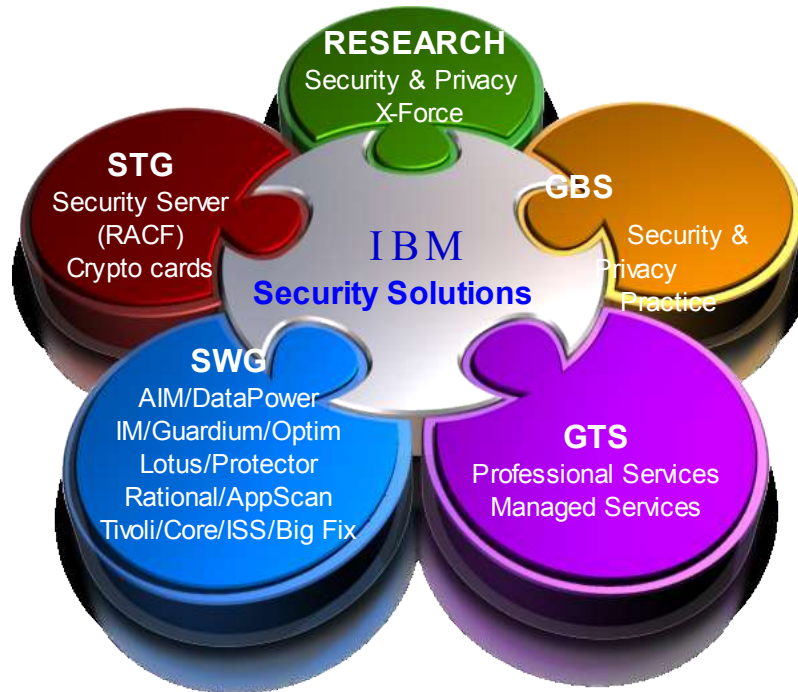 RESEARCH
Security & Privacy
X-Force
STG
Security Server
(RACF)
Crypto cards
GBS
Security &
Privacy
Practice
IBM
Security Solutions
SWG
AIM/DataPower
IM/Guardium/Optim
Lotus/Protector
Rational/AppScan
Tivoli/Core/ISS/Big Fix
GTS
Professional Services
Managed Services